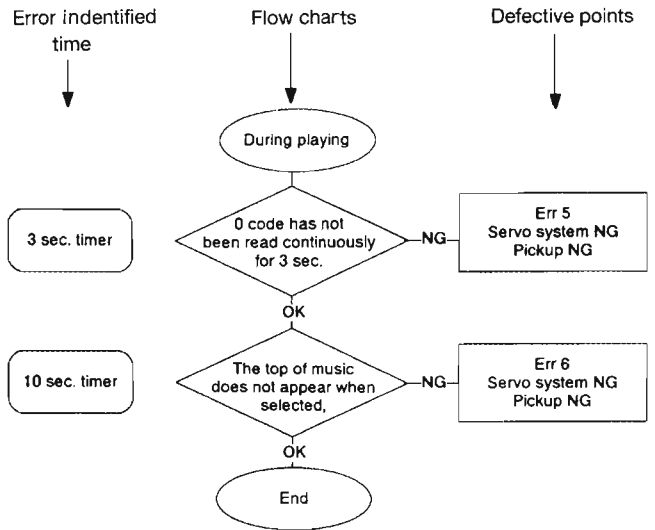 Error indentified
time
Flow charts
Defective points
During playing
3 sec. timer
0 code has not
been read continuously
for 3 sec.
NG
Err 5
Servo system NG
Pickup NG
OK
10 sec. timer
The top of music
does not appear when
selected,
NG
Err 6
Servo system NG
Pickup NG
OK
End